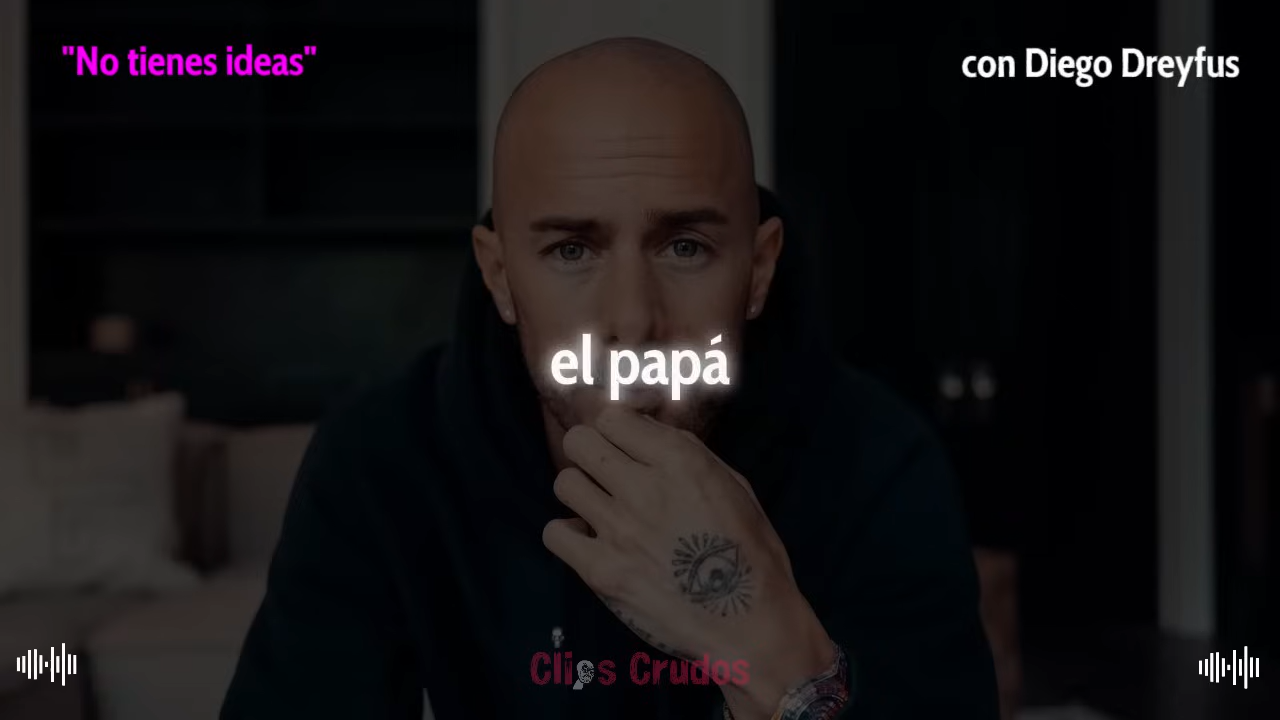 "No tienes ideas"
con Diego Dreyfus
el papá
Clips Crudos